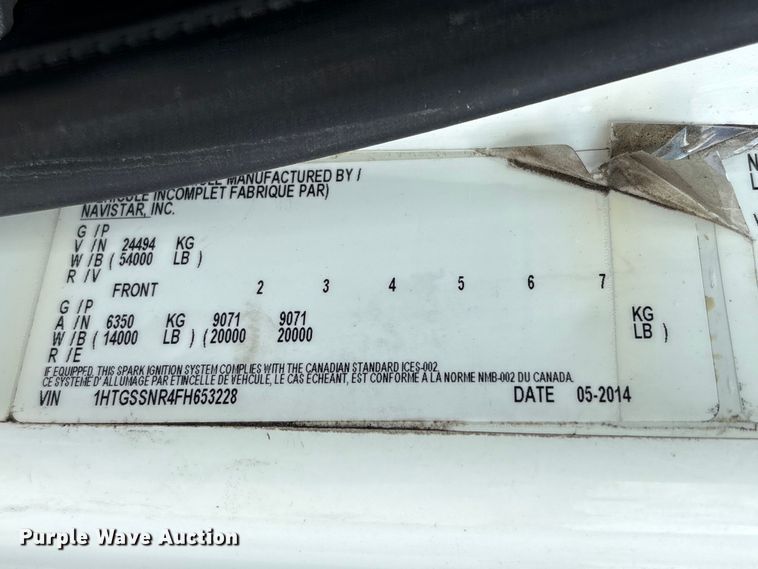 MANUFACTURED BY /
VEHICULE INCOMPLET FABRIQUE PAR)
NAVISTAR, INC.
G / P
V / N 24494 KG
W / B ( 54000 LB )
R / V
FRONT 2 3 4 5 6 7
G / P
A / N 6350 KG 9071 9071 KG
W / B ( 14000 LB ) (20000 20000 LB )
R / E
IF EQUIPPED, THIS SPARK IGNITION SYSTEM COMPLIES WITH THE CANADIAN STANDARD ICES-002
CE SYSTEME D'ALLUMAGE PAR ETINCELLE DE VEHICULE, LE CAS ECHEANT, EST CONFORME A LA NORME NMB-002 DU CANADA.
VIN 1HTGSSNR4FH653228 DATE 05-2014
N
L
Purple Wave Auction